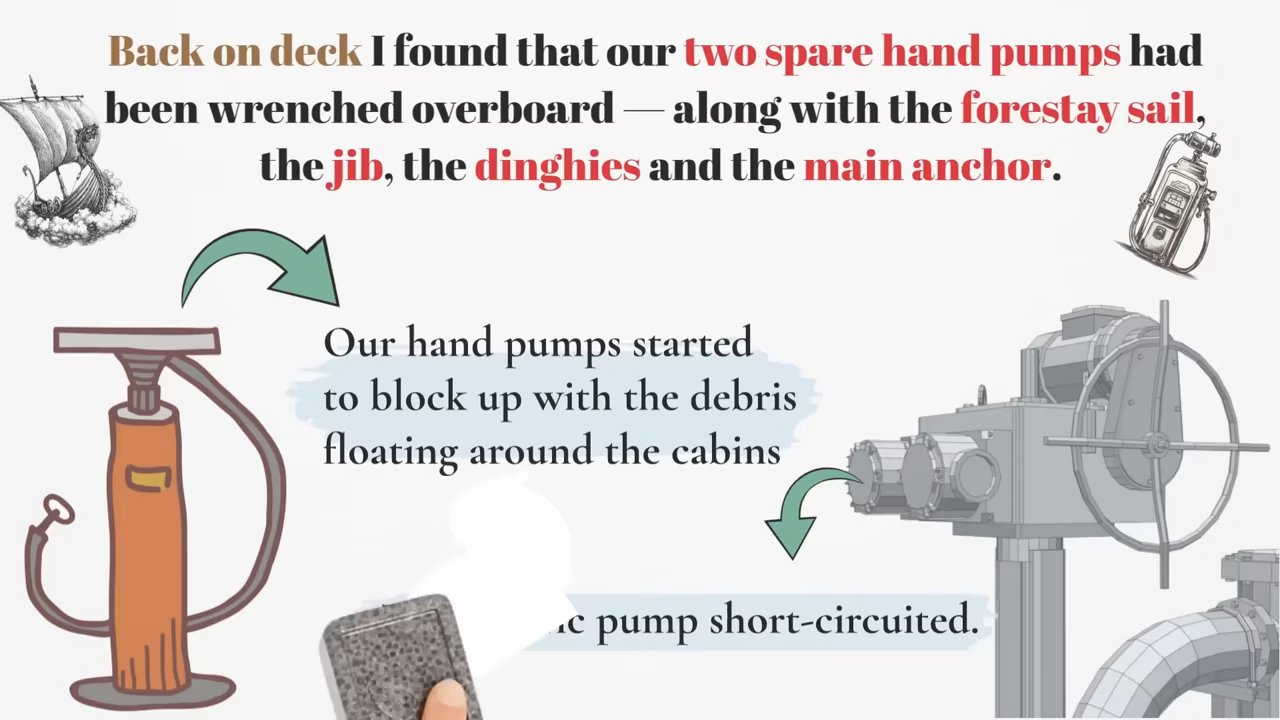 Back on deck I found that our two spare hand pumps had
been wrenched overboard — along with the forestay sail,
the jib, the dinghies and the main anchor.
Our hand pumps started
to block up with the debris
floating around the cabins
pump short-circuited.